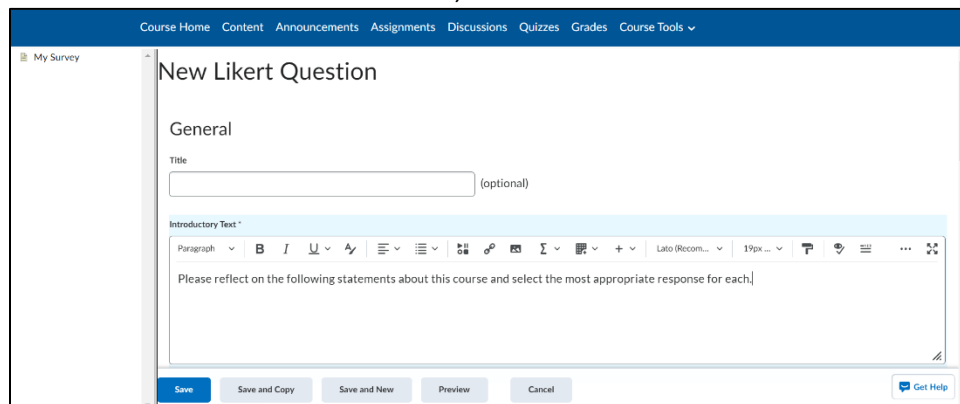 Course Home Content Announcements Assignments Discussions Quizzes Grades Course Tools
My Survey
New Likert Question
General
Title
(optional)
Introductory Text *
Paragraph B I U Lato (Recom... 19px ...
Please reflect on the following statements about this course and select the most appropriate response for each.
Save Save and Copy Save and New Preview Cancel Get Help